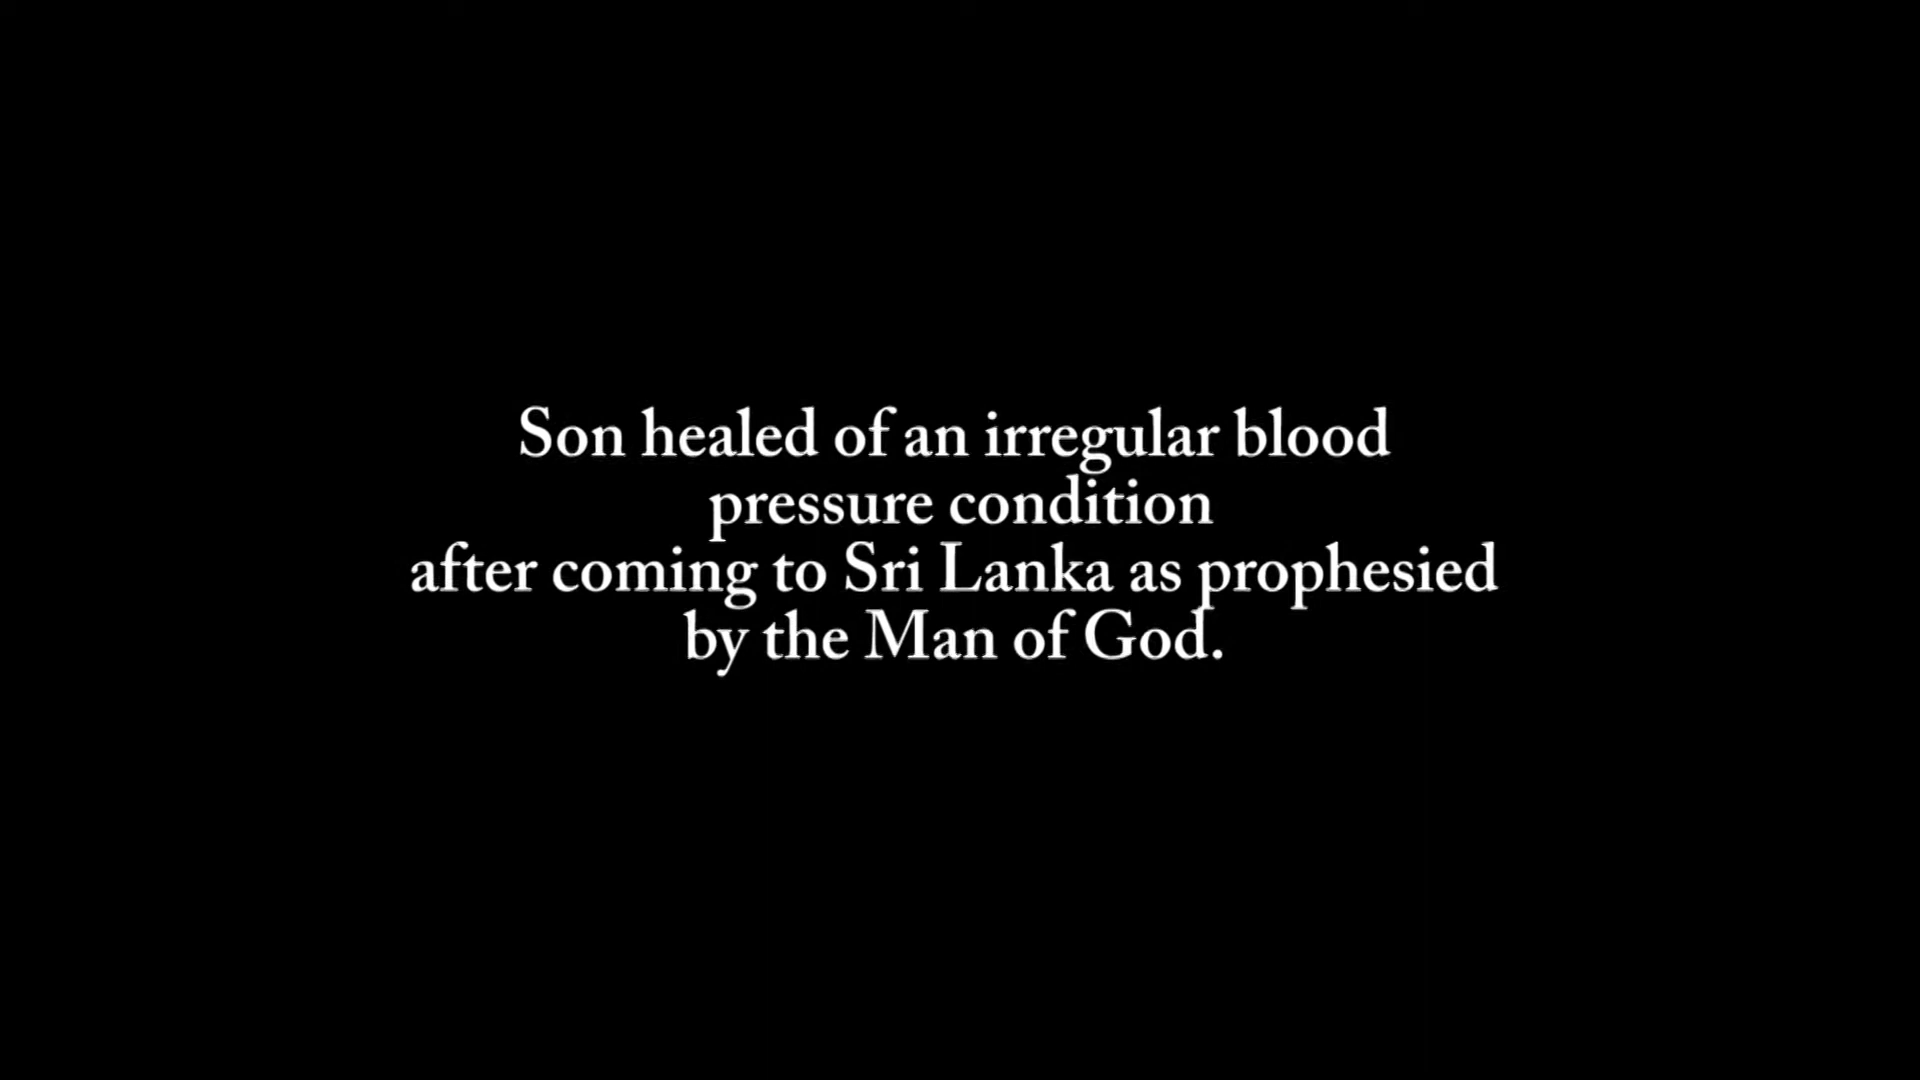 Son healed of an irregular blood
pressure condition
after coming to Sri Lanka as prophesied
by the Man of God.